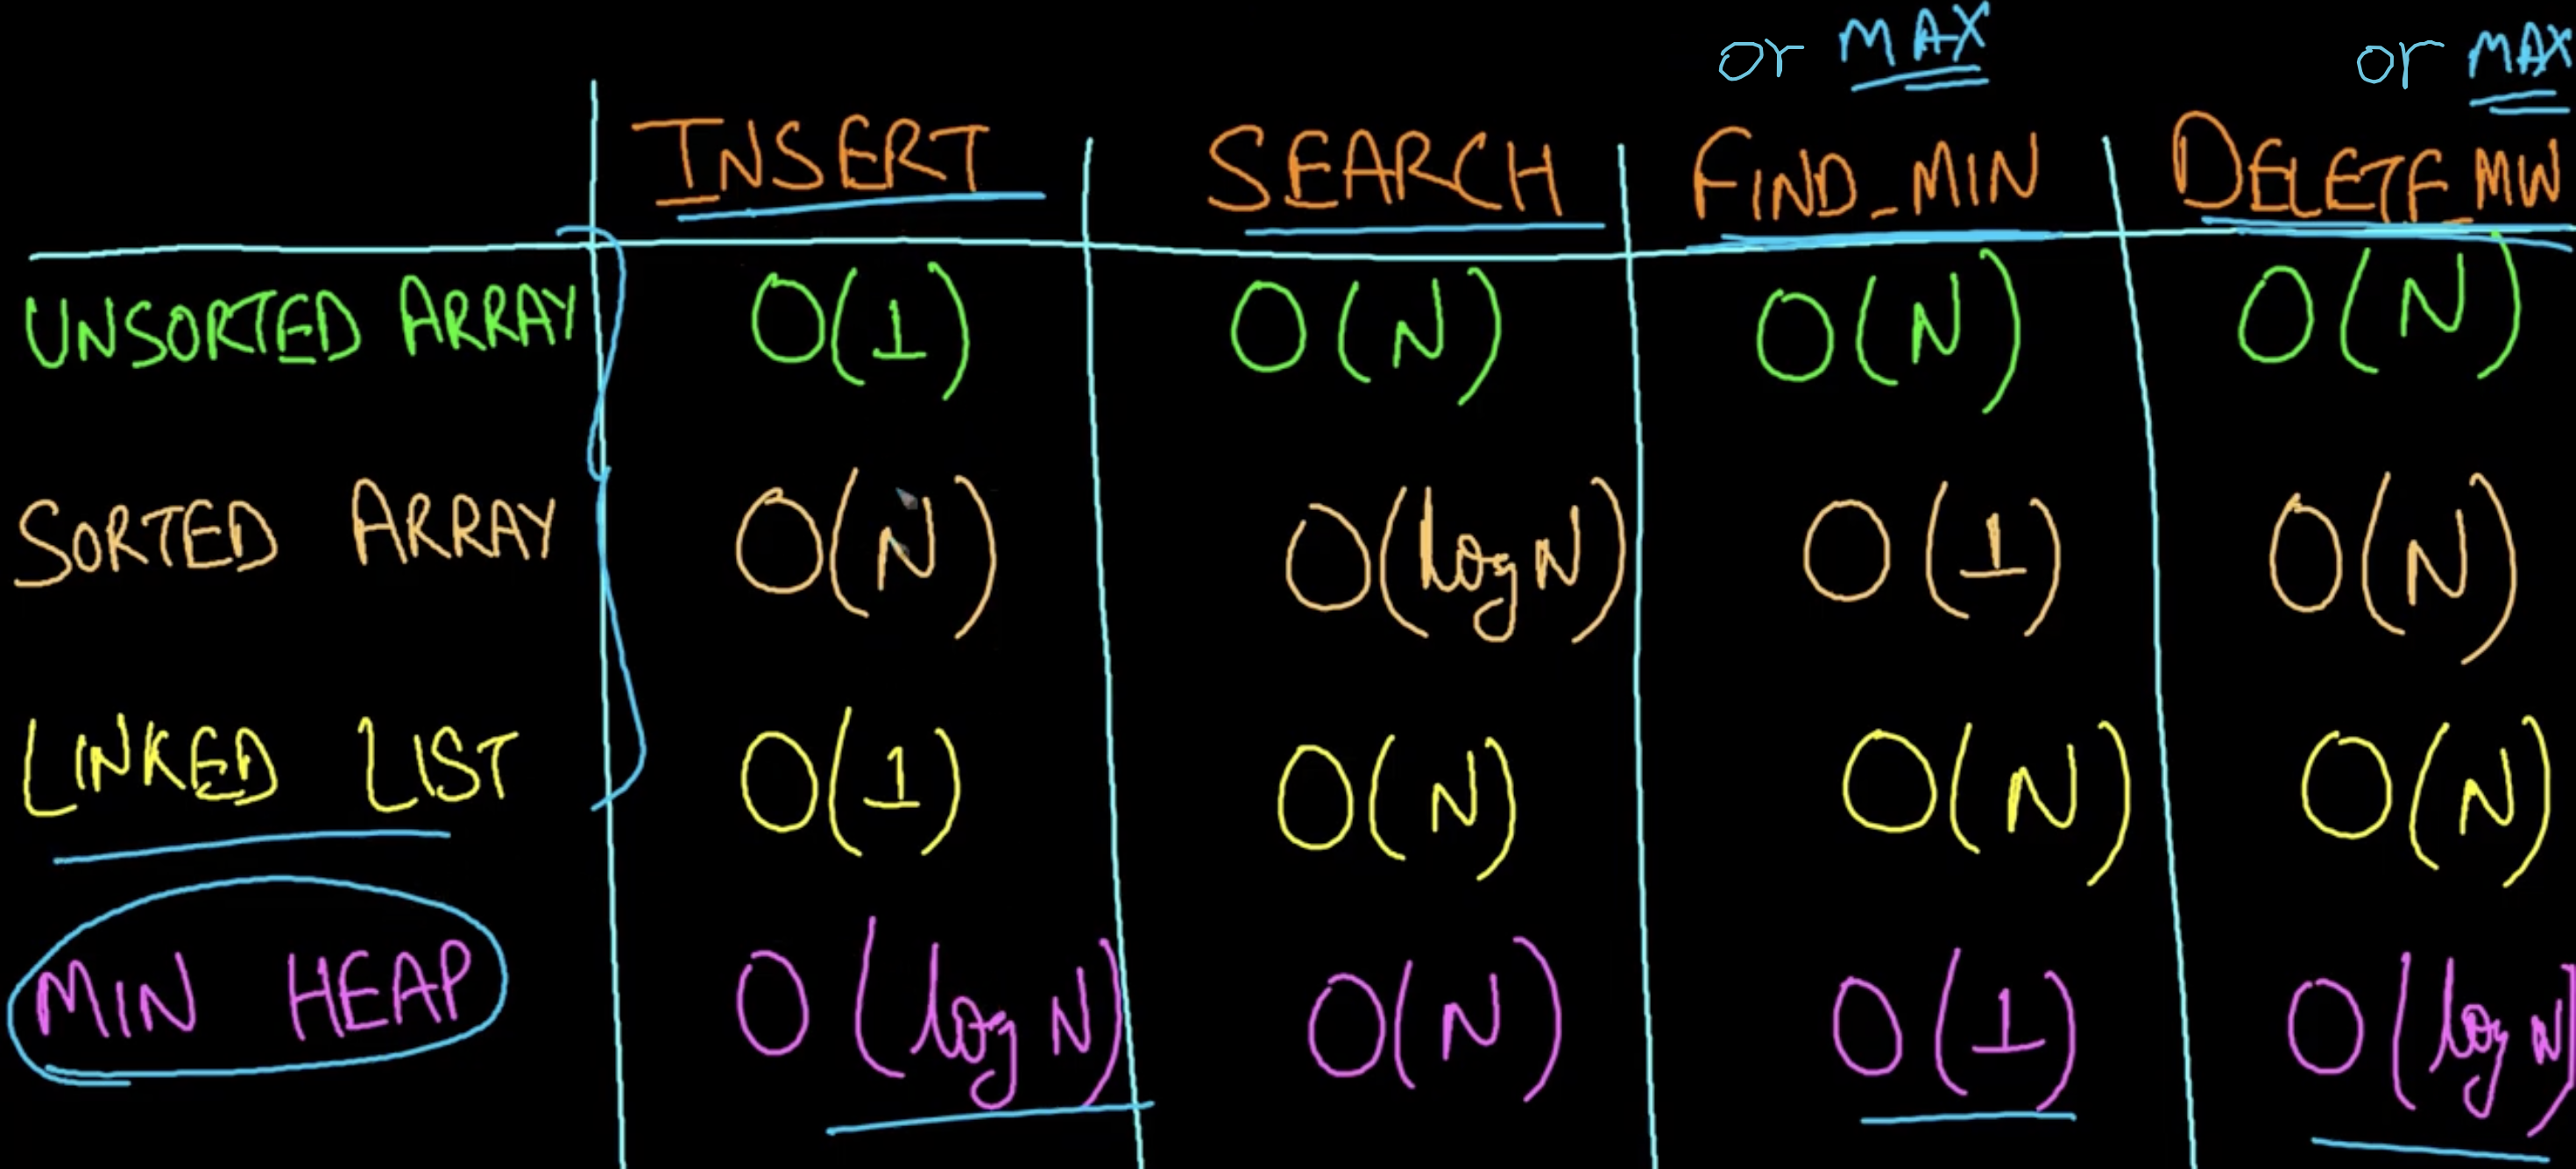 or MAX or MAX
INSERT SEARCH FIND_MIN DELETE_MIN
UNSORTED ARRAY O(1) O(N) O(N) O(N)
SORTED ARRAY O(N) O(log N) O(1) O(N)
LINKED LIST O(1) O(N) O(N) O(N)
MIN HEAP O(log N) O(N) O(1) O(log N)